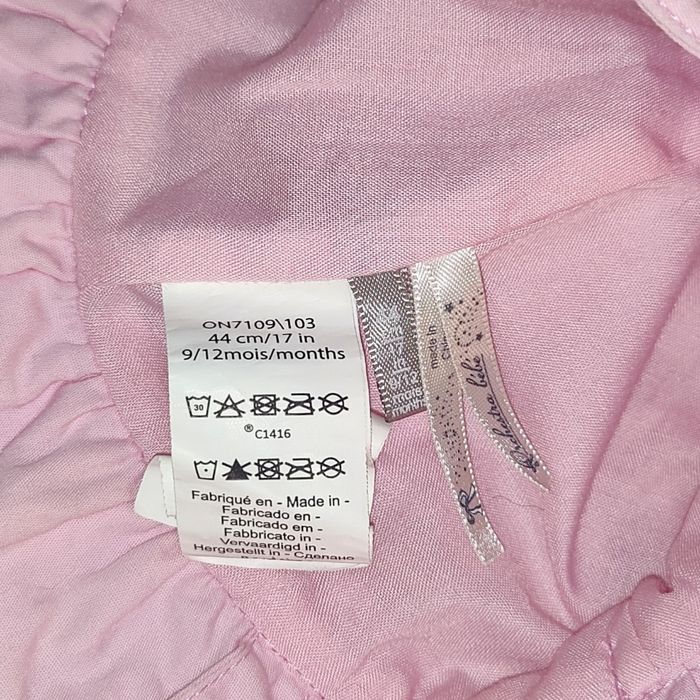 ON7109\103
44 cm/17 in
9/12mois/months
30
®C1416
Fabriqué en - Made in -
Fabricado en -
Fabricado em -
Fabbricato in -
Vervaardigd in -
Hergestellt in - Сделано
made in
Orchestra bébé